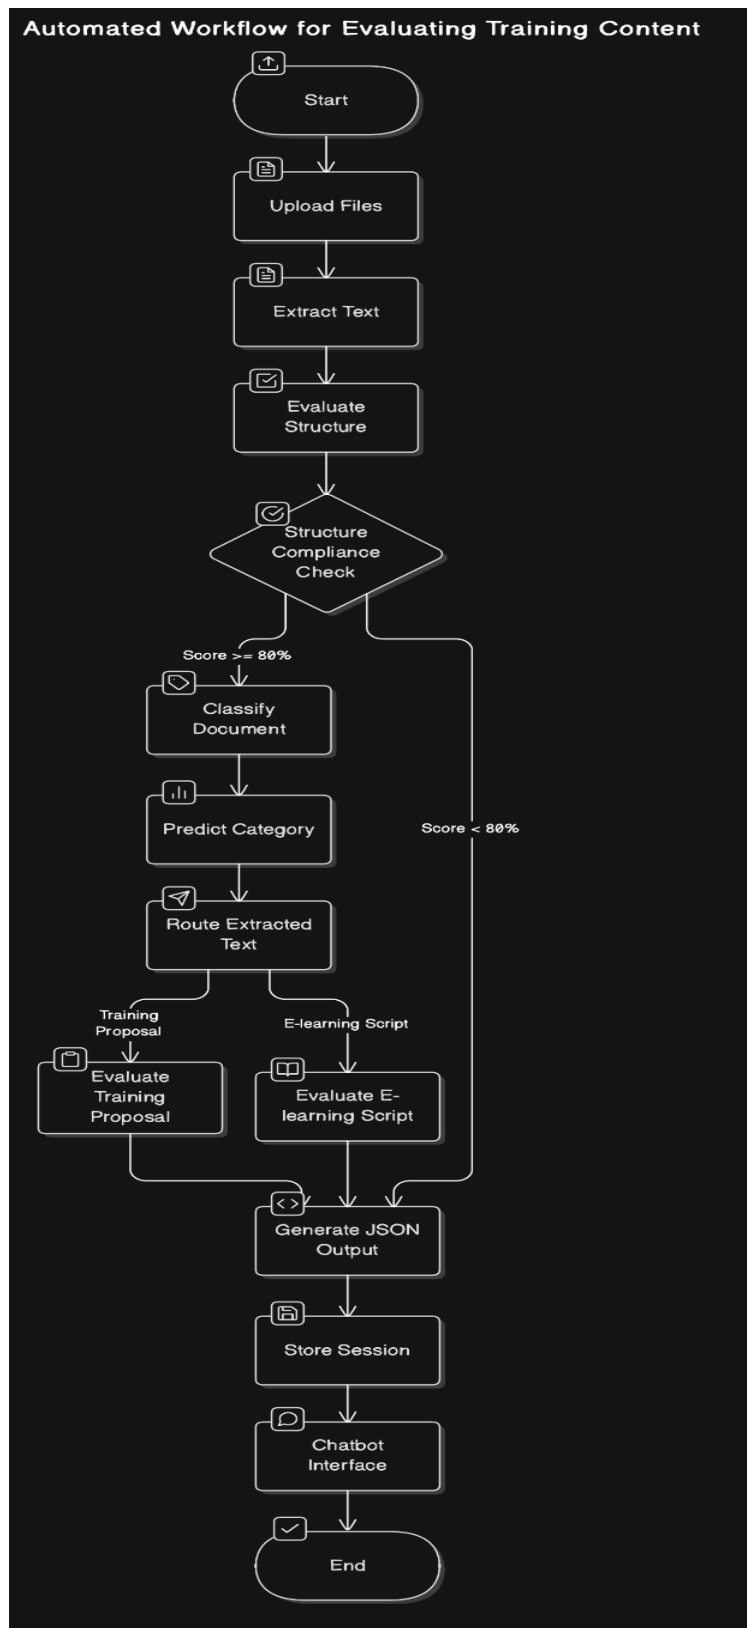 Automated Workflow for Evaluating Training Content
Start
Upload Files
Extract Text
Evaluate
Structure
Structure
Compliance
Check
Score >= 80%
Classify
Document
Predict Category
Score < 80%
Route Extracted
Text
Training
Proposal
E-learning Script
Evaluate
Training
Proposal
Evaluate E-
learning Script
Generate JSON
Output
Store Session
Chatbot
Interface
End